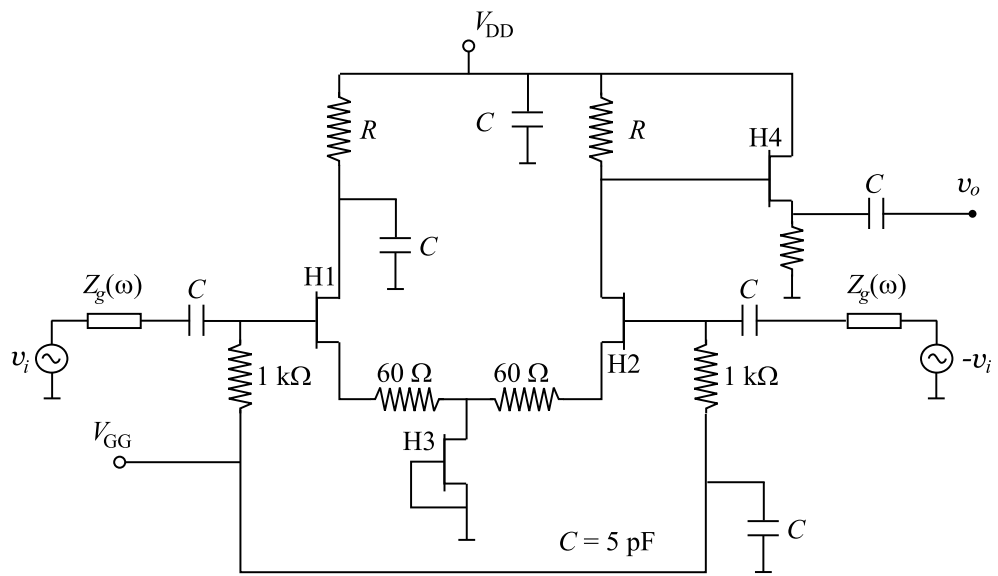 V_DD
R
C
R
H4
C
v_o
C
H1
Z_g(ω)
C
C
Z_g(ω)
v_i
1 kΩ
60 Ω
60 Ω
H2
1 kΩ
-v_i
V_GG
H3
C
C = 5 pF